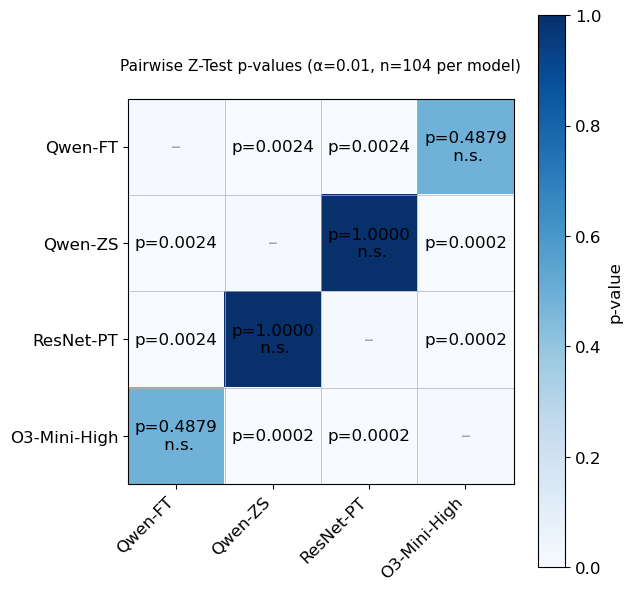 Pairwise Z-Test p-values (α=0.01, n=104 per model)
Qwen-FT – p=0.0024 p=0.0024 p=0.4879
n.s.
Qwen-ZS p=0.0024 – p=1.0000 p=0.0002
n.s.
ResNet-PT p=0.0024 p=1.0000 – p=0.0002
n.s.
O3-Mini-High p=0.4879 p=0.0002 p=0.0002 –
n.s.
Qwen-FT Qwen-ZS ResNet-PT O3-Mini-High
1.0
0.8
0.6
0.4
0.2
0.0
p-value